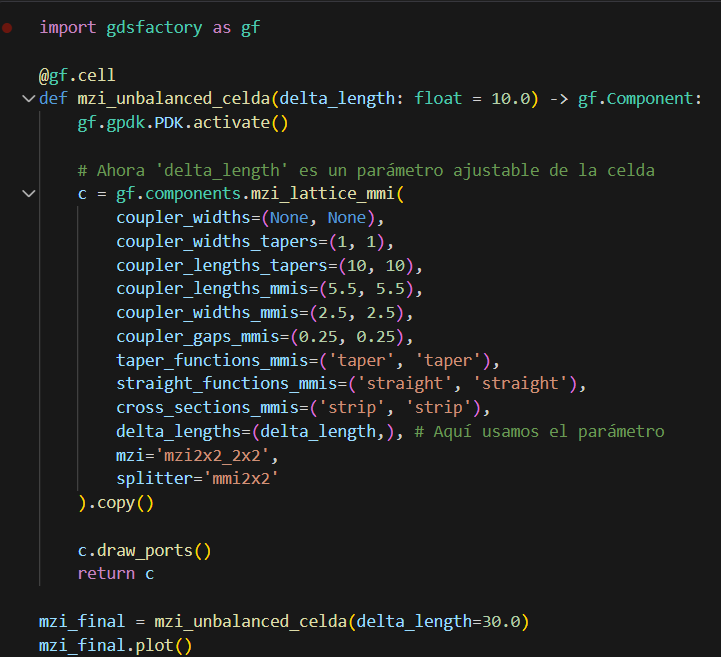 import gdsfactory as gf
@gf.cell
def mzi_unbalanced_celda(delta_length: float = 10.0) -> gf.Component:
    gf.gpdk.PDK.activate()
    # Ahora 'delta_length' es un parámetro ajustable de la celda
    c = gf.components.mzi_lattice_mmi(
        coupler_widths=(None, None),
        coupler_widths_tapers=(1, 1),
        coupler_lengths_tapers=(10, 10),
        coupler_lengths_mmis=(5.5, 5.5),
        coupler_widths_mmis=(2.5, 2.5),
        coupler_gaps_mmis=(0.25, 0.25),
        taper_functions_mmis=('taper', 'taper'),
        straight_functions_mmis=('straight', 'straight'),
        cross_sections_mmis=('strip', 'strip'),
        delta_lengths=(delta_length,), # Aquí usamos el parámetro
        mzi='mzi2x2_2x2',
        splitter='mmi2x2'
    ).copy()
    c.draw_ports()
    return c
mzi_final = mzi_unbalanced_celda(delta_length=30.0)
mzi_final.plot()